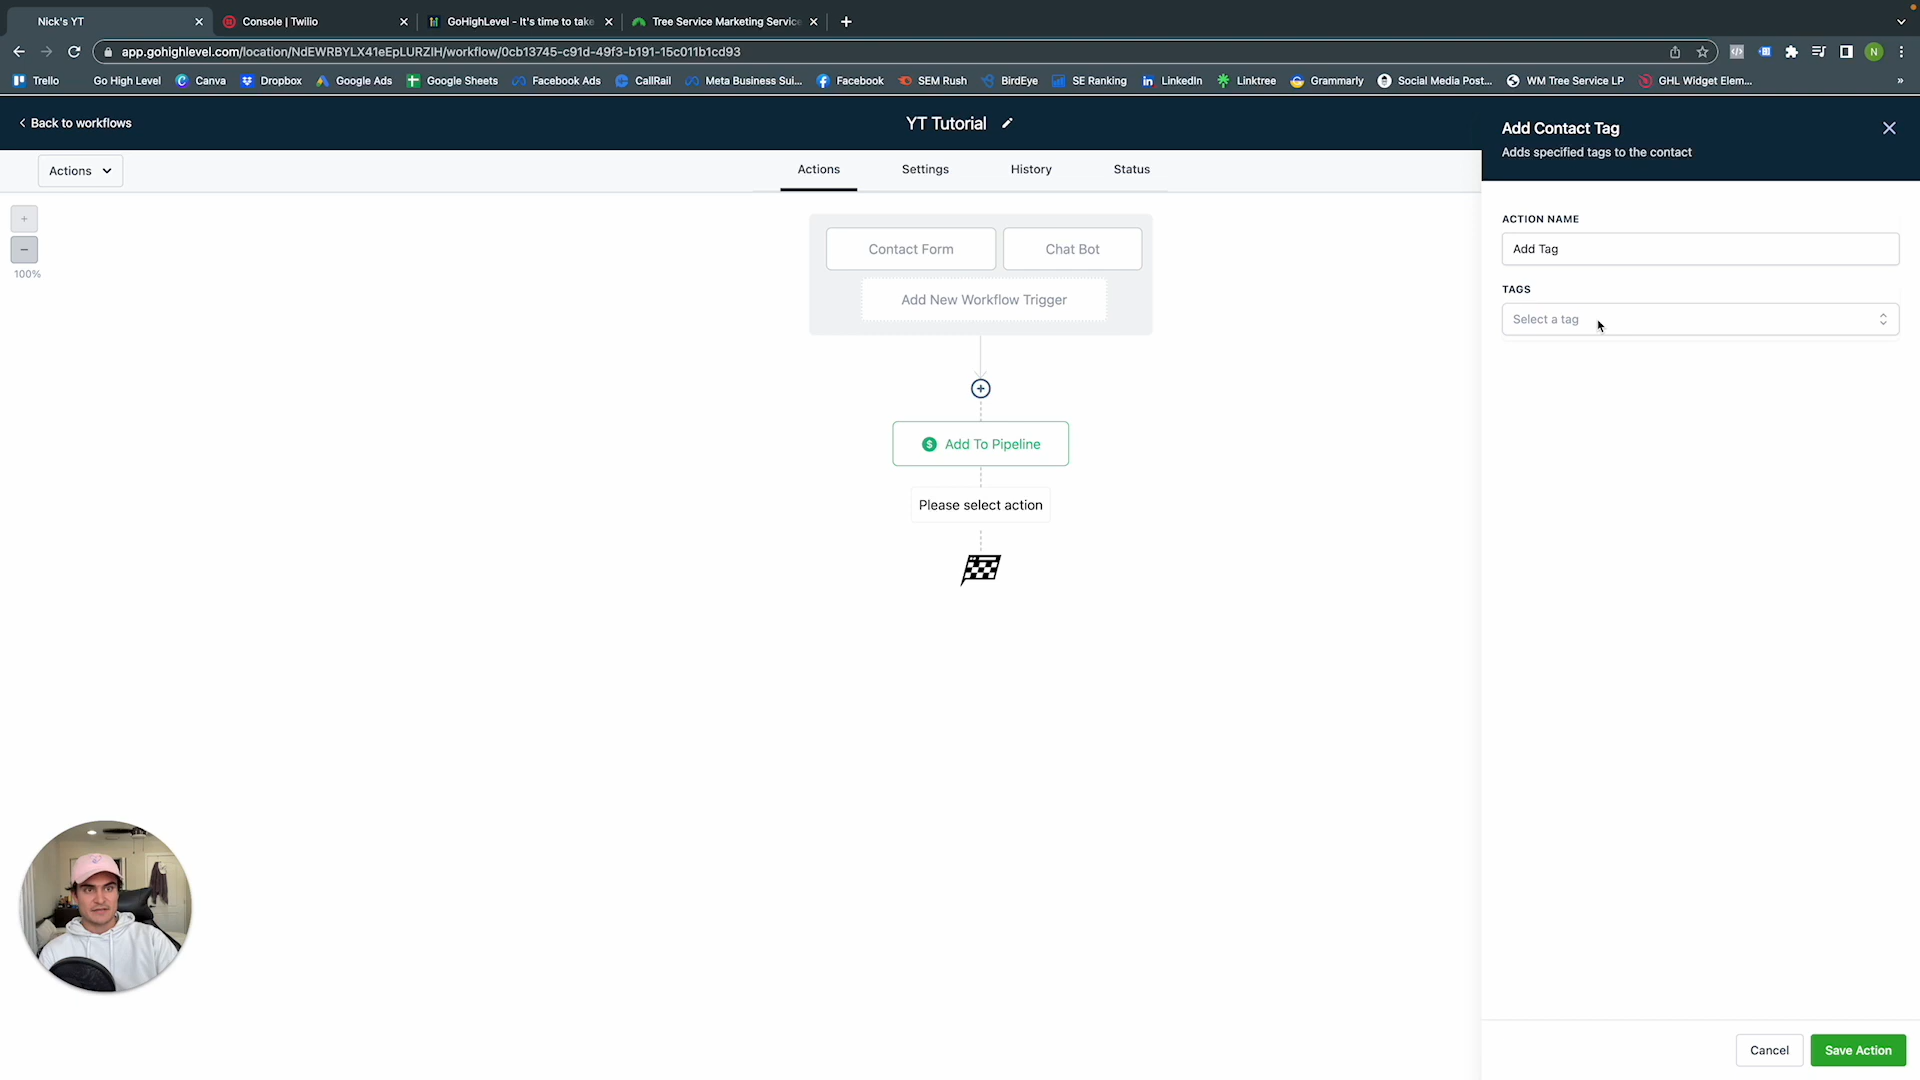 Nick's YT
Console | Twilio
GoHighLevel - It's time to take
Tree Service Marketing Service
app.gohighlevel.com/location/NdEWRBYLX41eEpLURZIH/workflow/0cb13745-c91d-49f3-b191-15c011b1cd93
N
Trello
Go High Level
Canva
Dropbox
Google Ads
Google Sheets
Facebook Ads
CallRail
Meta Business Sui...
Facebook
SEM Rush
BirdEye
SE Ranking
LinkedIn
Linktree
Grammarly
Social Media Post...
WM Tree Service LP
GHL Widget Elem...
»
Back to workflows
YT Tutorial
Add Contact Tag
Adds specified tags to the contact
Actions
Actions
Settings
History
Status
+
−
100%
Contact Form
Chat Bot
Add New Workflow Trigger
Add To Pipeline
Please select action
ACTION NAME
Add Tag
TAGS
Select a tag
Cancel
Save Action